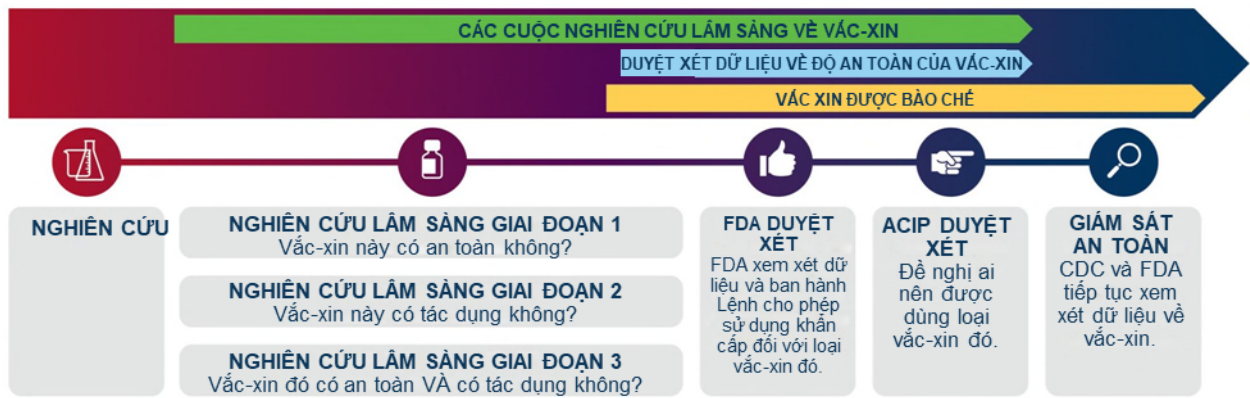 CÁC CUỘC NGHIÊN CỨU LÂM SÀNG VỀ VẮC-XIN
DUYỆT XÉT DỮ LIỆU VỀ ĐỘ AN TOÀN CỦA VẮC-XIN
VẮC XIN ĐƯỢC BÀO CHẾ
NGHIÊN CỨU
NGHIÊN CỨU LÂM SÀNG GIAI ĐOẠN 1
Vắc-xin này có an toàn không?
NGHIÊN CỨU LÂM SÀNG GIAI ĐOẠN 2
Vắc-xin này có tác dụng không?
NGHIÊN CỨU LÂM SÀNG GIAI ĐOẠN 3
Vắc-xin đó có an toàn VÀ có tác dụng không?
FDA DUYỆT
XÉT
FDA xem xét dữ
liệu và ban hành
Lệnh cho phép
sử dụng khẩn
cấp đối với loại
vắc-xin đó.
ACIP DUYỆT
XÉT
Đề nghị ai
nên được
dùng loại
vắc-xin đó.
GIÁM SÁT
AN TOÀN
CDC và FDA
tiếp tục xem
xét dữ liệu về
vắc-xin.